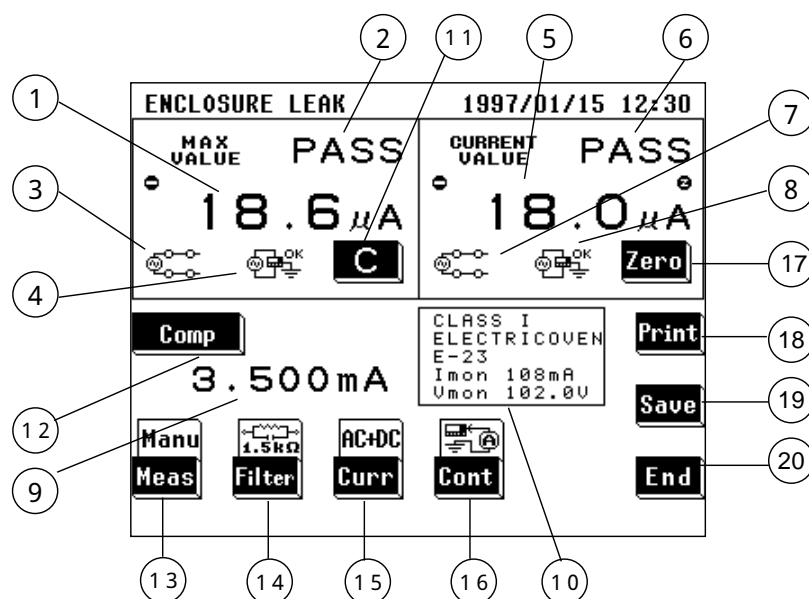 2
11
5
6
1
ENCLOSURE LEAK 1997/01/15 12:30
7
MAX VALUE PASS
CURRENT VALUE PASS
3
8
18.6μA
18.0μA
OK
C
OK
Zero
17
4
Comp
CLASS I
ELECTRICOVEN
E-23
Imon 108mA
Vmon 102.0V
Print
18
3.500mA
Save
19
12
Manu
1.5kΩ
AC+DC
A
9
Meas
Filter
Curr
Cont
End
20
13
14
15
16
10